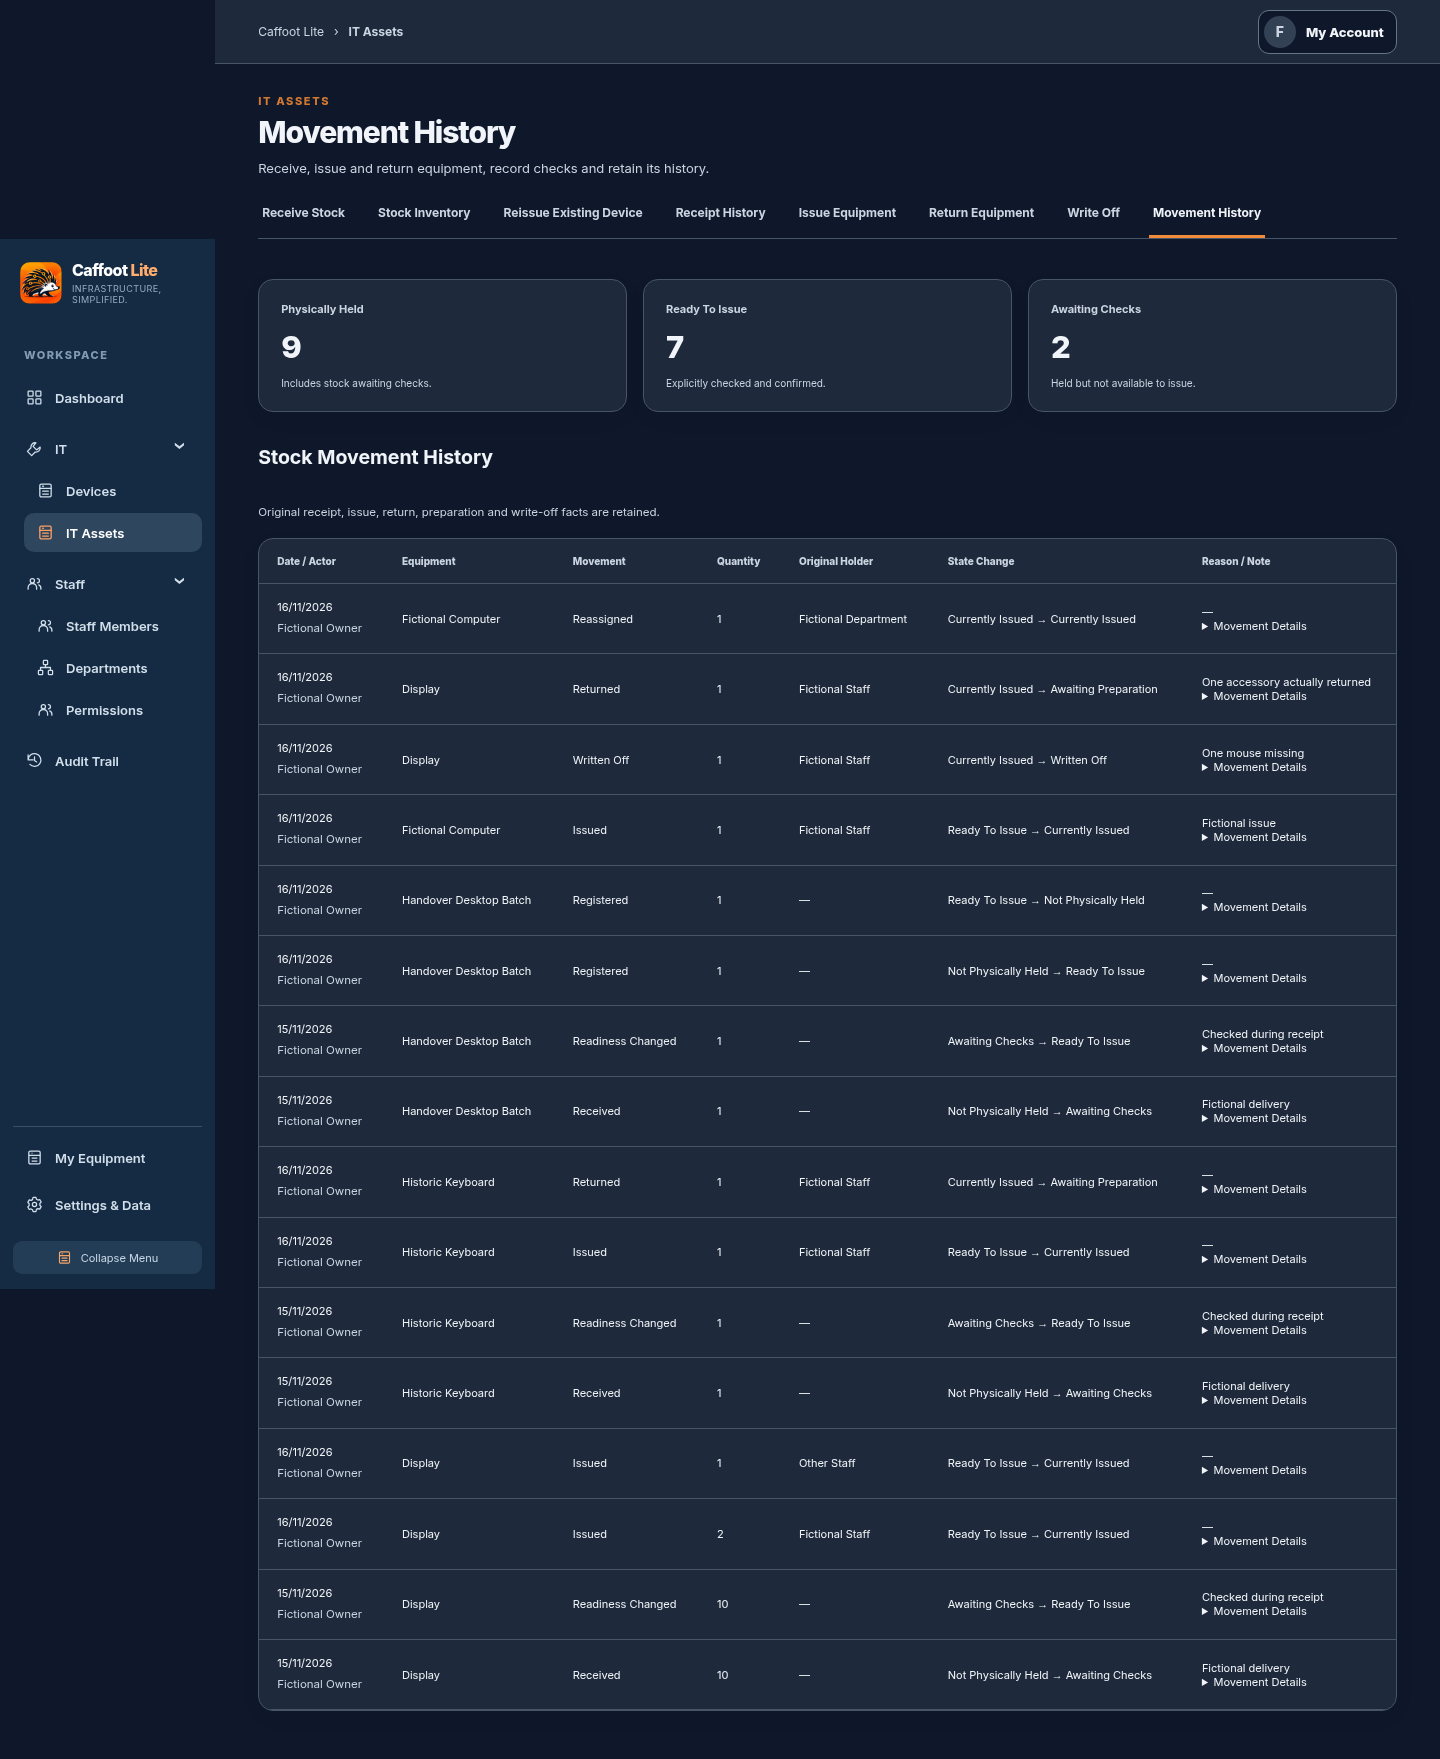 Caffoot Lite › IT Assets
F My Account
IT ASSETS
Movement History
Receive, issue and return equipment, record checks and retain its history.
Receive Stock Stock Inventory Reissue Existing Device Receipt History Issue Equipment Return Equipment Write Off Movement History
Caffoot Lite
INFRASTRUCTURE,
SIMPLIFIED.
WORKSPACE
Dashboard
IT
Devices
IT Assets
Staff
Staff Members
Departments
Permissions
Audit Trail
My Equipment
Settings & Data
Collapse Menu
Physically Held
9
Includes stock awaiting checks.
Ready To Issue
7
Explicitly checked and confirmed.
Awaiting Checks
2
Held but not available to issue.
Stock Movement History
Original receipt, issue, return, preparation and write-off facts are retained.
Date / Actor Equipment Movement Quantity Original Holder State Change Reason / Note
16/11/2026
Fictional Owner
Fictional Computer Reassigned 1 Fictional Department Currently Issued → Currently Issued
—
▶ Movement Details
16/11/2026
Fictional Owner
Display Returned 1 Fictional Staff Currently Issued → Awaiting Preparation
One accessory actually returned
▶ Movement Details
16/11/2026
Fictional Owner
Display Written Off 1 Fictional Staff Currently Issued → Written Off
One mouse missing
▶ Movement Details
16/11/2026
Fictional Owner
Fictional Computer Issued 1 Fictional Staff Ready To Issue → Currently Issued
Fictional issue
▶ Movement Details
16/11/2026
Fictional Owner
Handover Desktop Batch Registered 1 — Ready To Issue → Not Physically Held
—
▶ Movement Details
16/11/2026
Fictional Owner
Handover Desktop Batch Registered 1 — Not Physically Held → Ready To Issue
—
▶ Movement Details
15/11/2026
Fictional Owner
Handover Desktop Batch Readiness Changed 1 — Awaiting Checks → Ready To Issue
Checked during receipt
▶ Movement Details
15/11/2026
Fictional Owner
Handover Desktop Batch Received 1 — Not Physically Held → Awaiting Checks
Fictional delivery
▶ Movement Details
16/11/2026
Fictional Owner
Historic Keyboard Returned 1 Fictional Staff Currently Issued → Awaiting Preparation
—
▶ Movement Details
16/11/2026
Fictional Owner
Historic Keyboard Issued 1 Fictional Staff Ready To Issue → Currently Issued
—
▶ Movement Details
15/11/2026
Fictional Owner
Historic Keyboard Readiness Changed 1 — Awaiting Checks → Ready To Issue
Checked during receipt
▶ Movement Details
15/11/2026
Fictional Owner
Historic Keyboard Received 1 — Not Physically Held → Awaiting Checks
Fictional delivery
▶ Movement Details
16/11/2026
Fictional Owner
Display Issued 1 Other Staff Ready To Issue → Currently Issued
—
▶ Movement Details
16/11/2026
Fictional Owner
Display Issued 2 Fictional Staff Ready To Issue → Currently Issued
—
▶ Movement Details
15/11/2026
Fictional Owner
Display Readiness Changed 10 — Awaiting Checks → Ready To Issue
Checked during receipt
▶ Movement Details
15/11/2026
Fictional Owner
Display Received 10 — Not Physically Held → Awaiting Checks
Fictional delivery
▶ Movement Details